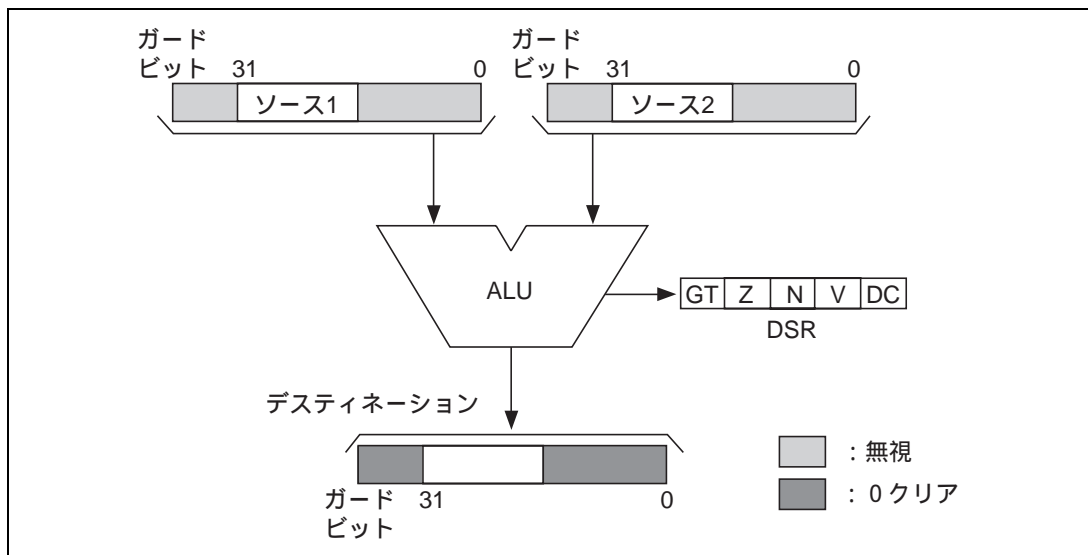 ガード
ビット 31 0
ソース1
ガード
ビット 31 0
ソース2
ALU
GT Z N V DC
DSR
デスティネーション
ガード
ビット 31 0
：無視
：0クリア